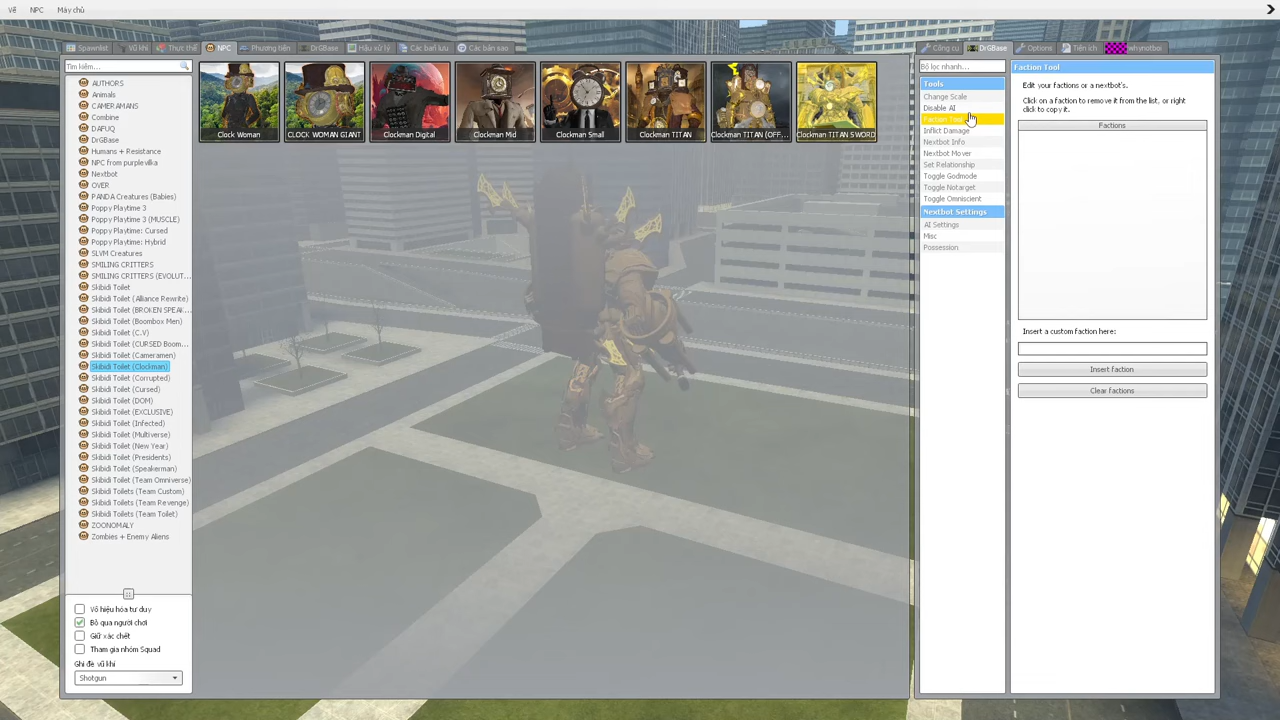 Vẽ NPC Máy chủ
Spawnlist Vũ khí Thực thể NPC Phương tiện DrGBase Hậu xử lý Các bản lưu Các bản sao
Tìm kiếm...
AUTHORS
Animals
CAMERAMANS
Combine
DAFUQ
DrGBase
Humans + Resistance
NPC from purplevilka
Nextbot
OVER
PANDA Creatures (Babies)
Poppy Playtime 3
Poppy Playtime 3 (MUSCLE)
Poppy Playtime: Cursed
Poppy Playtime: Hybrid
SLVM Creatures
SMILING CRITTERS
SMILING CRITTERS (EVOLUT...
Skibidi Toilet
Skibidi Toilet (Alliance Rewrite)
Skibidi Toilet (BROKEN SPEAK...
Skibidi Toilet (Boombox Men)
Skibidi Toilet (C.V)
Skibidi Toilet (CURSED Boom...
Skibidi Toilet (Cameramen)
Skibidi Toilet (Clockman)
Skibidi Toilet (Corrupted)
Skibidi Toilet (Cursed)
Skibidi Toilet (DOM)
Skibidi Toilet (EXCLUSIVE)
Skibidi Toilet (Infected)
Skibidi Toilet (Multiverse)
Skibidi Toilet (New Year)
Skibidi Toilet (Presidents)
Skibidi Toilet (Speakerman)
Skibidi Toilet (Team Omniverse)
Skibidi Toilets (Team Custom)
Skibidi Toilets (Team Revenge)
Skibidi Toilets (Team Toilet)
ZOONOMALY
Zombies + Enemy Aliens
Vô hiệu hóa tư duy
Bỏ qua người chơi
Giữ xác chết
Tham gia nhóm Squad
Ghi đè vũ khí
Shotgun
Clock Woman
CLOCK WOMAN GIANT
Clockman Digital
Clockman Mid
Clockman Small
Clockman TITAN
Clockman TITAN (OFF...
Clockman TITAN SWORD
Công cụ DrGBase Options Tiện ích whynotboi
Bộ lọc nhanh...
Tools
Change Scale
Disable AI
Faction Tool
Inflict Damage
Nextbot Info
Nextbot Mover
Set Relationship
Toggle Godmode
Toggle Notarget
Toggle Omniscient
Nextbot Settings
AI Settings
Misc
Possession
Faction Tool
Edit your factions or a nextbot's.
Click on a faction to remove it from the list, or right
click to copy it.
Factions
Insert a custom faction here:
Insert faction
Clear factions